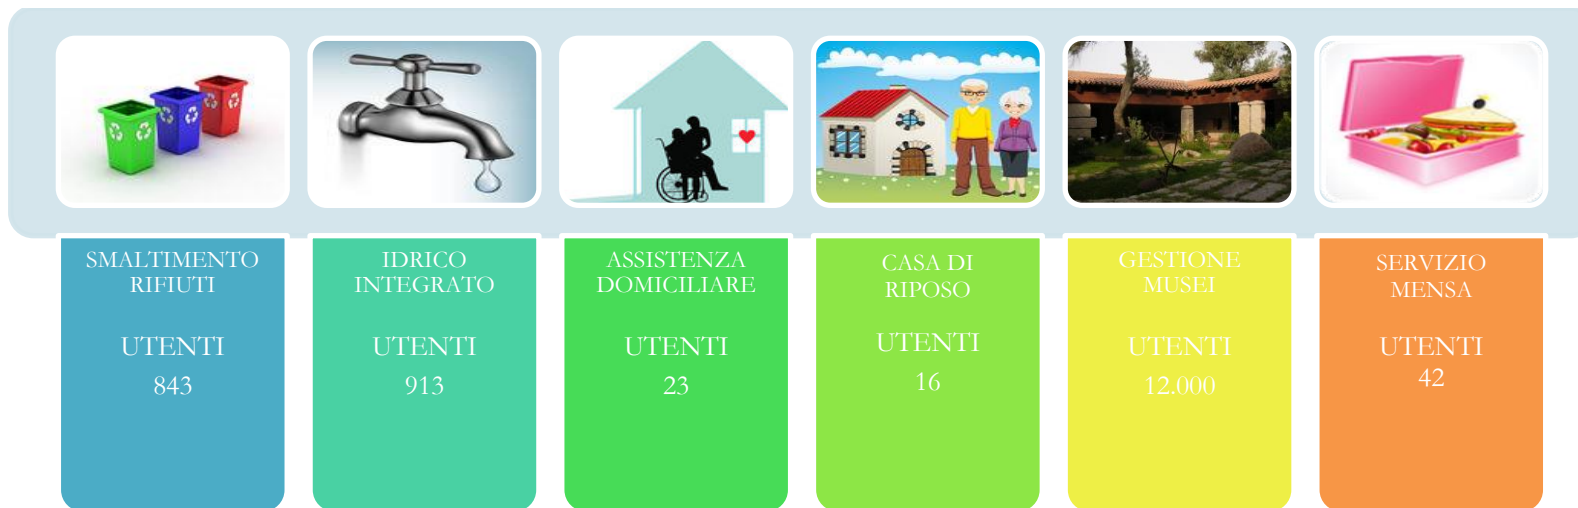 SMALTIMENTO
RIFIUTI
UTENTI
843
IDRICO
INTEGRATO
UTENTI
913
ASSISTENZA
DOMICILIARE
UTENTI
23
CASA DI
RIPOSO
UTENTI
16
GESTIONE
MUSEI
UTENTI
12.000
SERVIZIO
MENSA
UTENTI
42